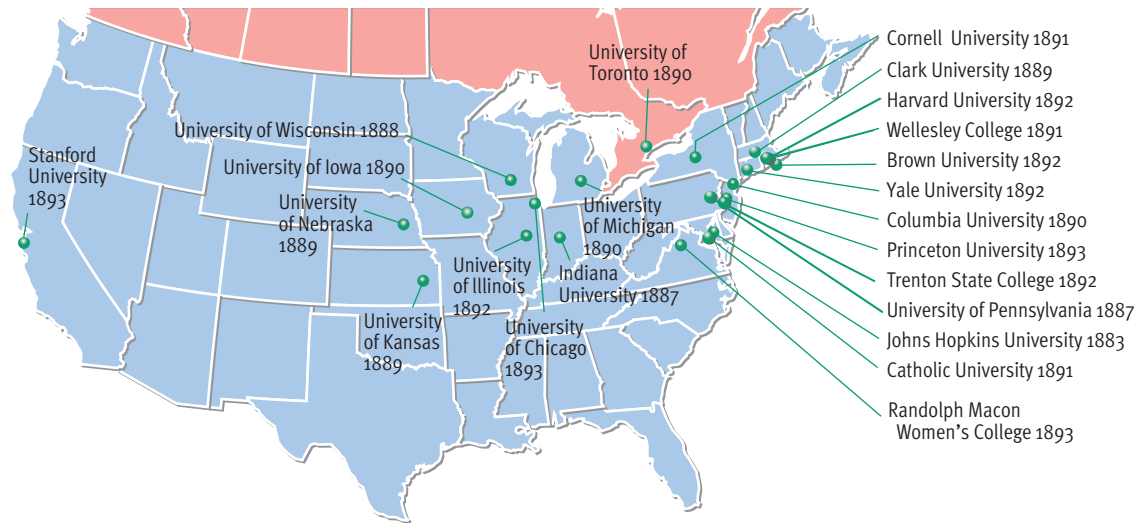 University of
Toronto 1890
University of Wisconsin 1888
Stanford
University
1893
University of Iowa 1890
University
of Nebraska
1889
University
of Michigan
1890
University
of Illinois
1892
Indiana
University 1887
University
of Kansas
1889
University
of Chicago
1893
Cornell University 1891
Clark University 1889
Harvard University 1892
Wellesley College 1891
Brown University 1892
Yale University 1892
Columbia University 1890
Princeton University 1893
Trenton State College 1892
University of Pennsylvania 1887
Johns Hopkins University 1883
Catholic University 1891
Randolph Macon
Women's College 1893